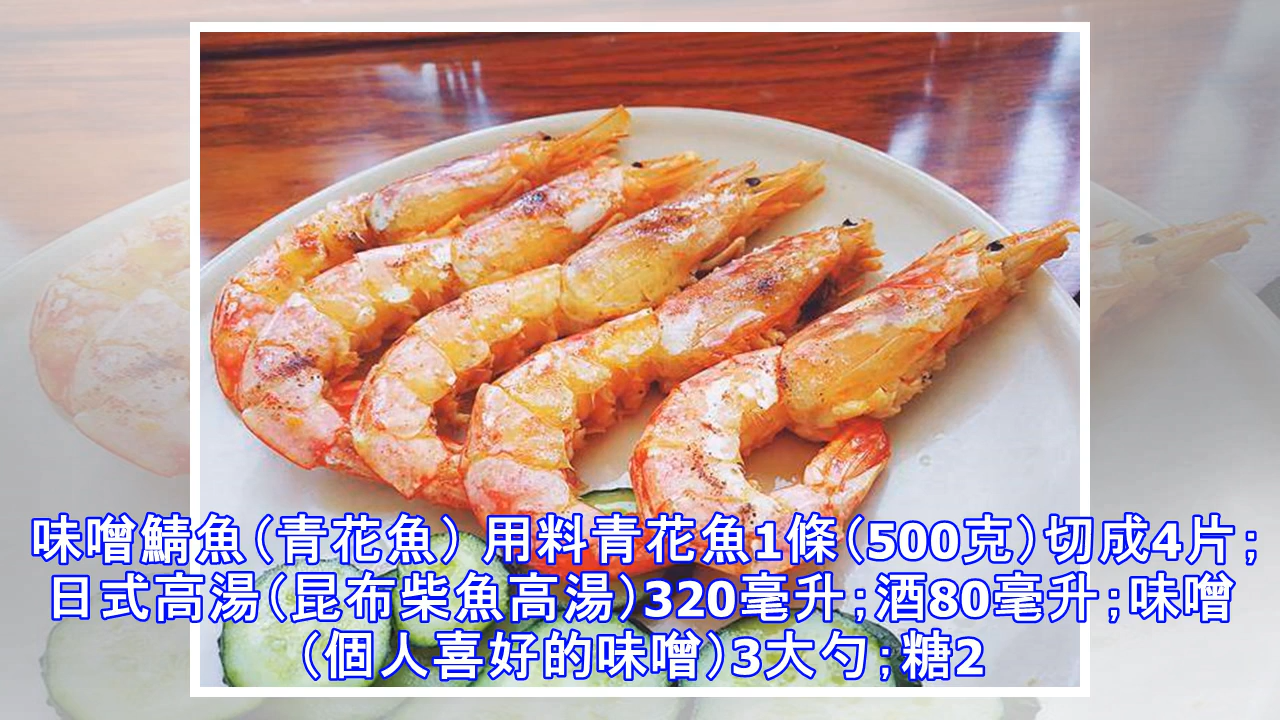 味噌鯖魚(青花魚) 用料青花魚1條(500克)切成4片;
日式高湯(昆布柴魚高湯)320毫升;酒80毫升;味噌
(個人喜好的味噌)3大勺;糖2